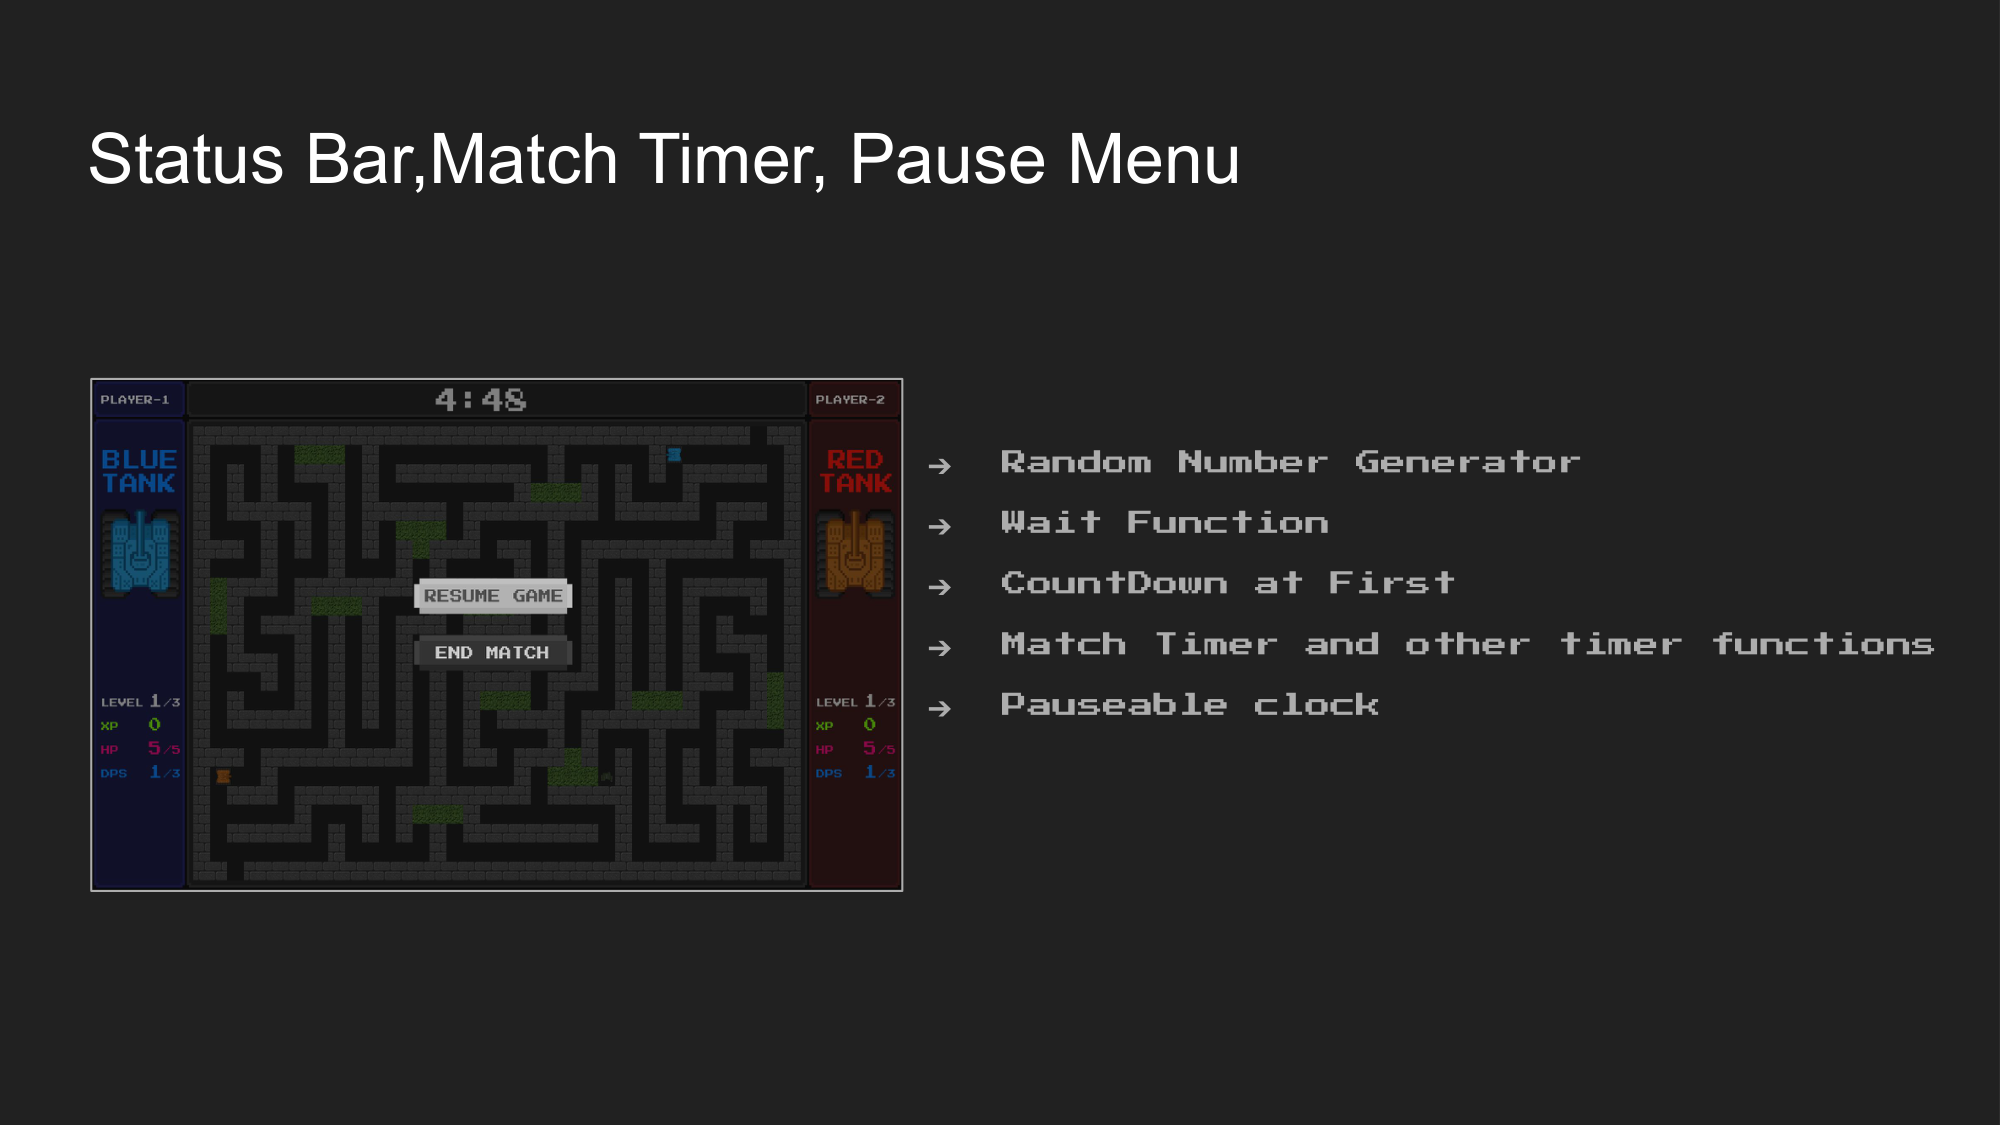 Status Bar,Match Timer, Pause Menu
PLAYER-1
4:48
PLAYER-2
BLUE
TANK
RED
TANK
RESUME GAME
END MATCH
LEVEL 1/3
XP 0
HP 5/5
DPS 1/3
LEVEL 1/3
XP 0
HP 5/5
DPS 1/3
→ Random Number Generator
→ Wait Function
→ CountDown at First
→ Match Timer and other timer functions
→ Pauseable clock